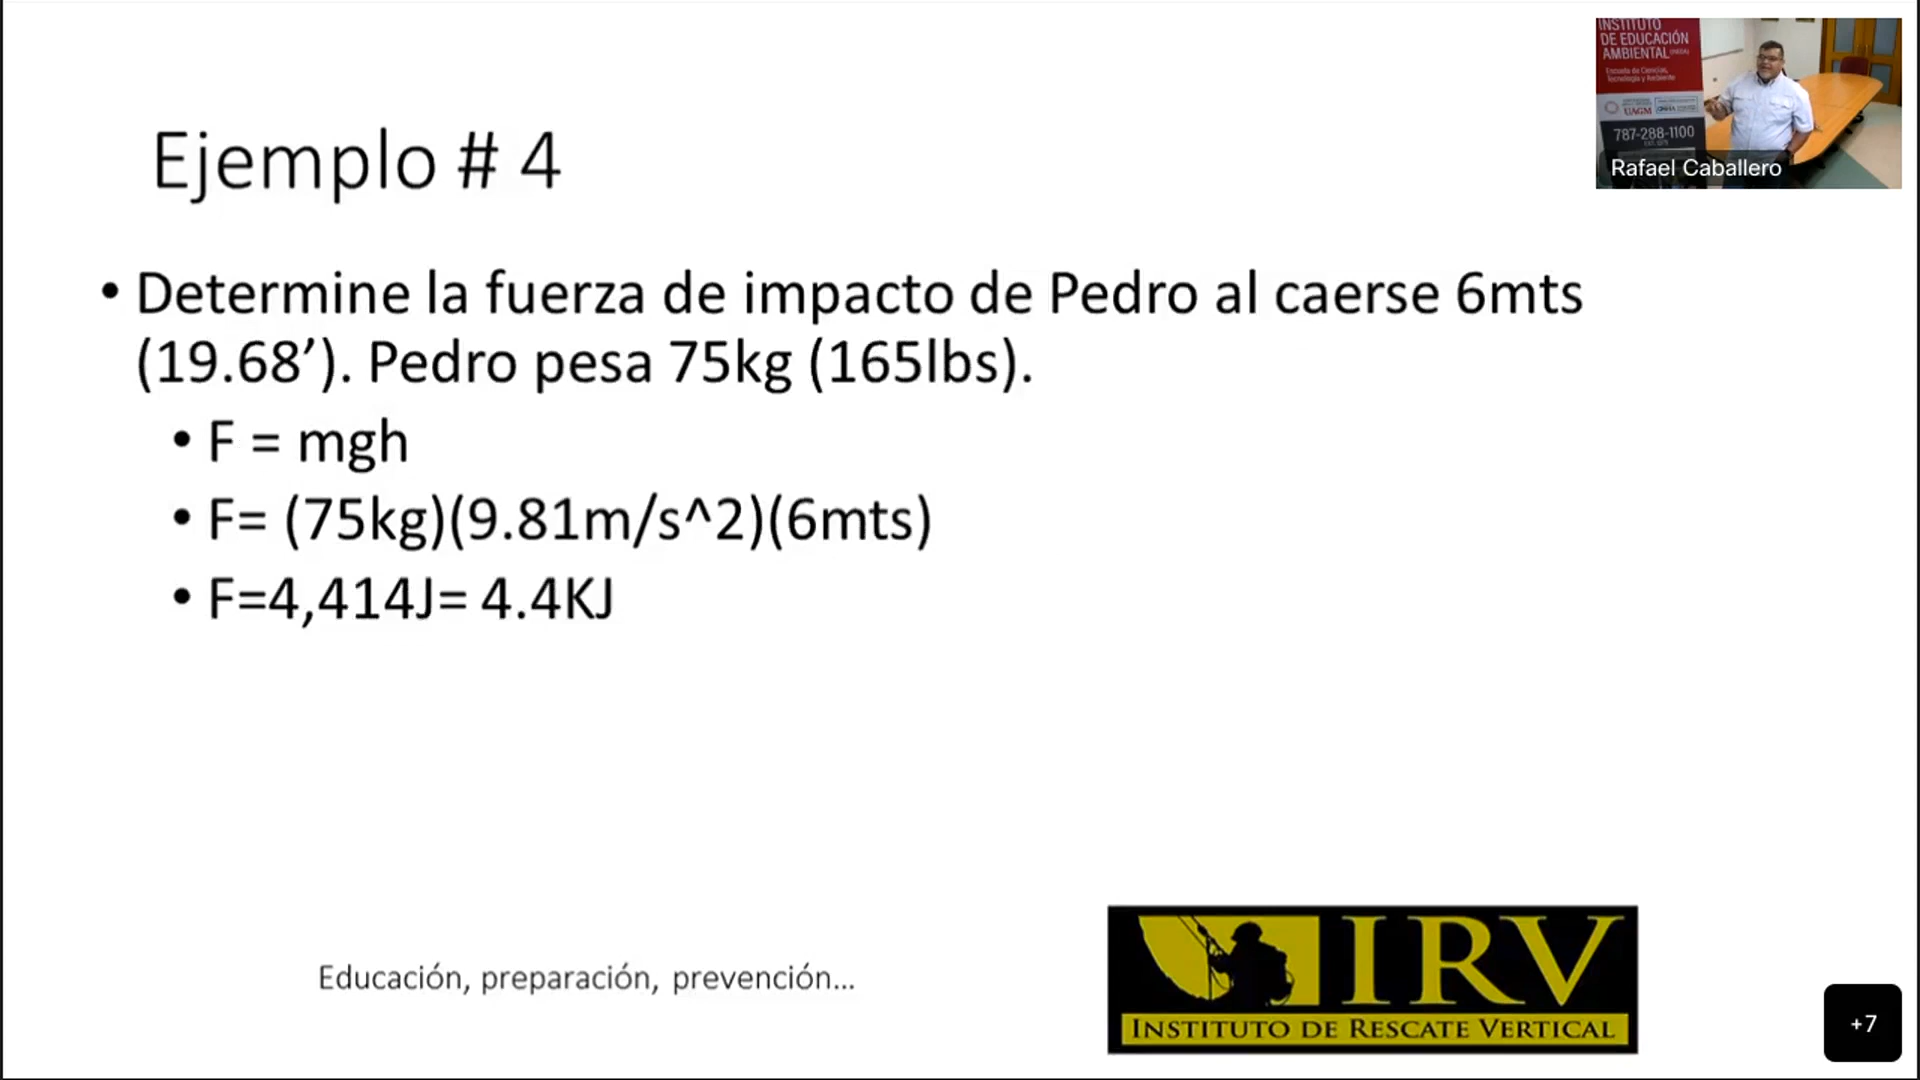 Ejemplo # 4
• Determine la fuerza de impacto de Pedro al caerse 6mts
(19.68’). Pedro pesa 75kg (165lbs).
• F = mgh
• F= (75kg)(9.81m/s^2)(6mts)
• F=4,414J= 4.4KJ
Educación, preparación, prevención...
IRV
INSTITUTO DE RESCATE VERTICAL
INSTITUTO
DE EDUCACIÓN
AMBIENTAL
Escuela de Ciencias,
Tecnología y Ambiente
UAGM
787-288-1100
Rafael Caballero
+7